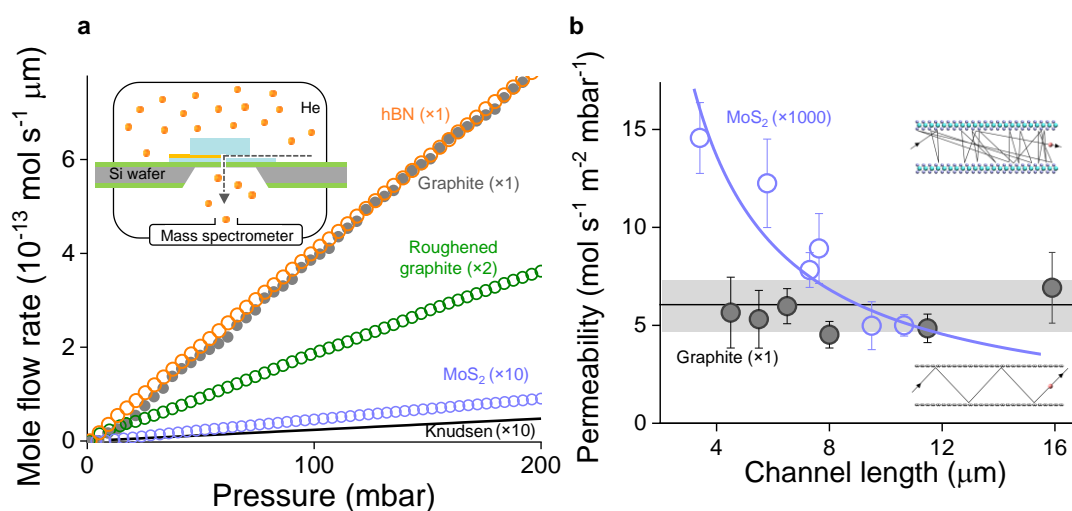 a
Mole flow rate (10⁻¹³ mol s⁻¹ μm)
6
4
2
0
0
100
200
Pressure (mbar)
He
Si wafer
Mass spectrometer
hBN (×1)
Graphite (×1)
Roughened
graphite (×2)
MoS₂ (×10)
Knudsen (×10)
b
Permeability (mol s⁻¹ m⁻² mbar⁻¹)
15
10
5
0
4
8
12
16
Channel length (μm)
MoS₂ (×1000)
Graphite (×1)